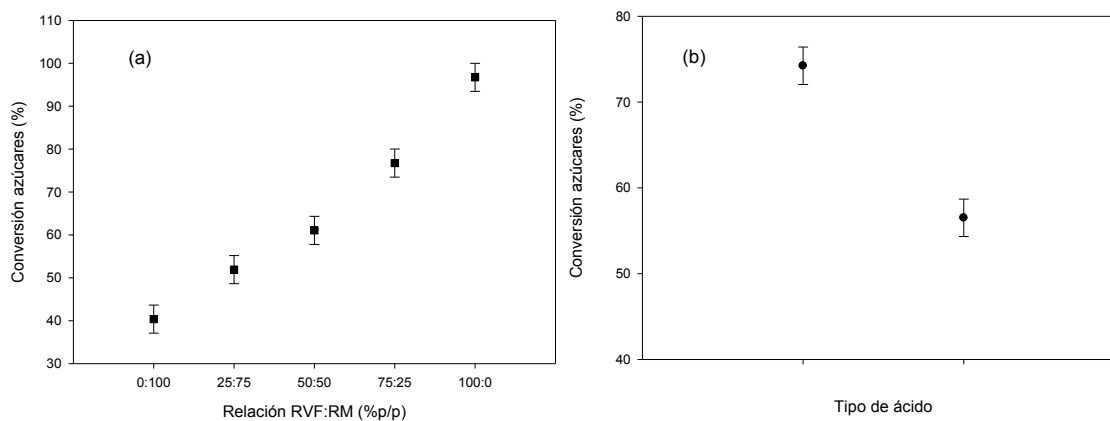 (a)
Conversión azúcares (%)
110
100
90
80
70
60
50
40
30
0:100 25:75 50:50 75:25 100:0
Relación RVF:RM (%p/p)
(b)
Conversión azúcares (%)
80
70
60
50
40
Tipo de ácido